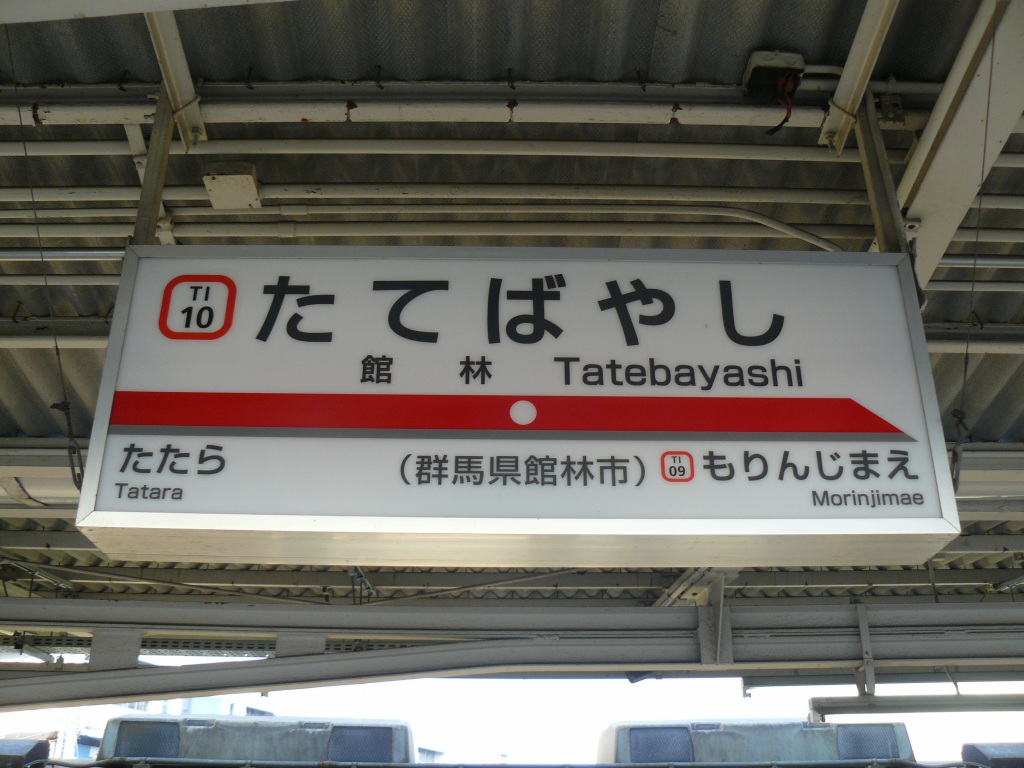 TI
10
たてばやし
館林 Tatebayashi
たたら
Tatara
(群馬県館林市)
TI
09
もりんじまえ
Morinjimae